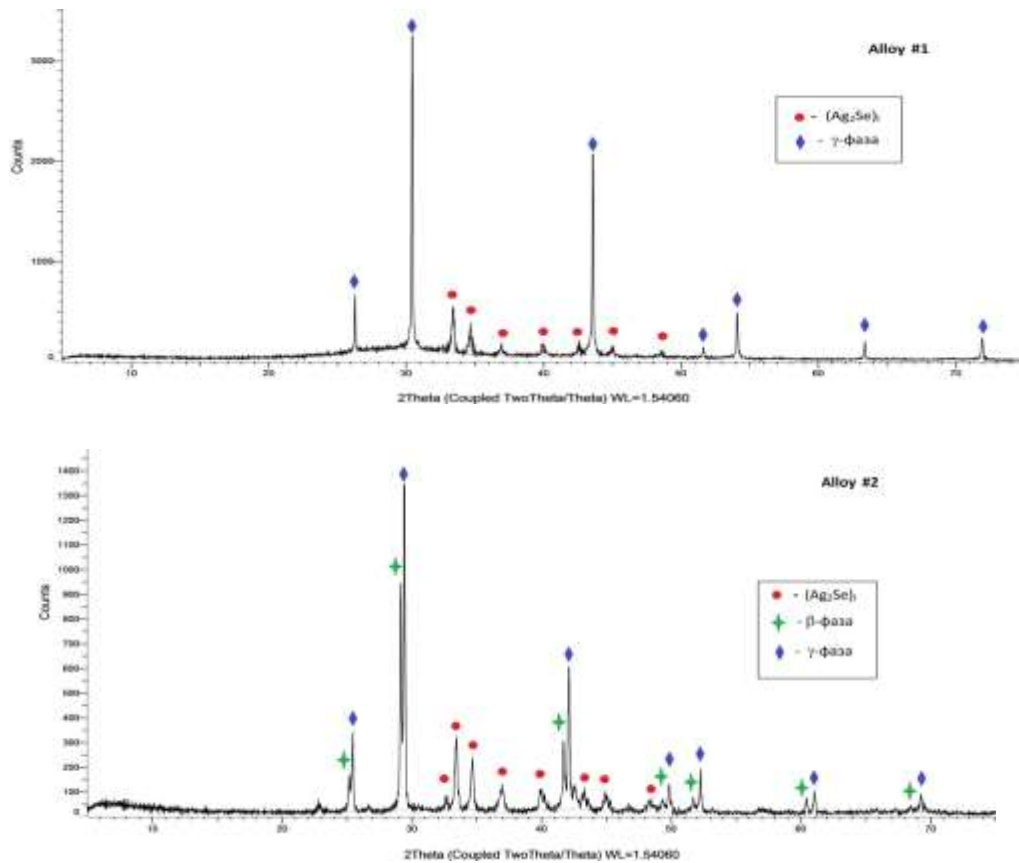 Alloy #1
- (Ag₂Se)ₗ
- γ-фаза
3000
2000
1000
0
Counts
10 20 30 40 50 60 70
2Theta (Coupled TwoTheta/Theta) WL=1.54060
Alloy #2
- (Ag₂Se)ₗ
- β-фаза
- γ-фаза
1400
1300
1200
1100
1000
900
800
700
600
500
400
300
200
100
0
Counts
10 20 30 40 50 60 70
2Theta (Coupled TwoTheta/Theta) WL=1.54060